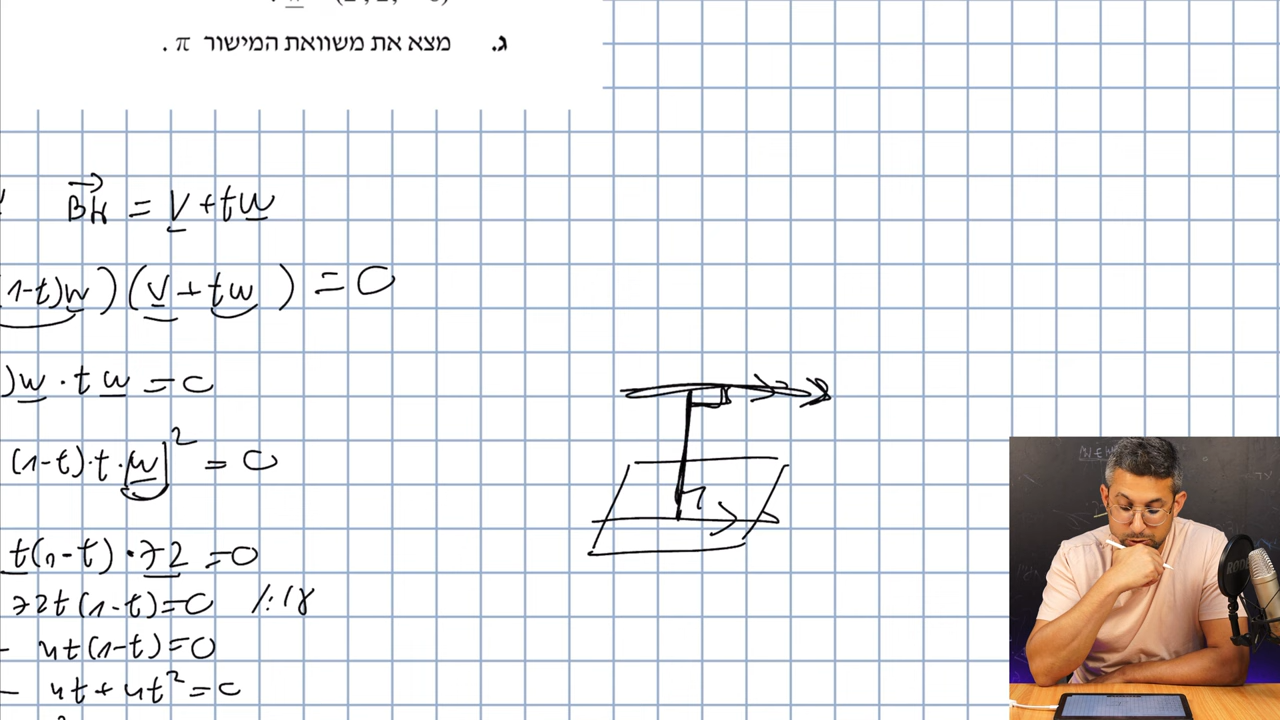 ג. מצא את משוואת המישור π .
BK = v + tw
1-t)w)(v + tw) = 0
)w · tw = 0
(1-t)·t·|w|² = 0
t(1-t)·72 = 0
72t(1-t) = 0 /:18
4t(1-t) = 0
- 4t + 4t² = 0